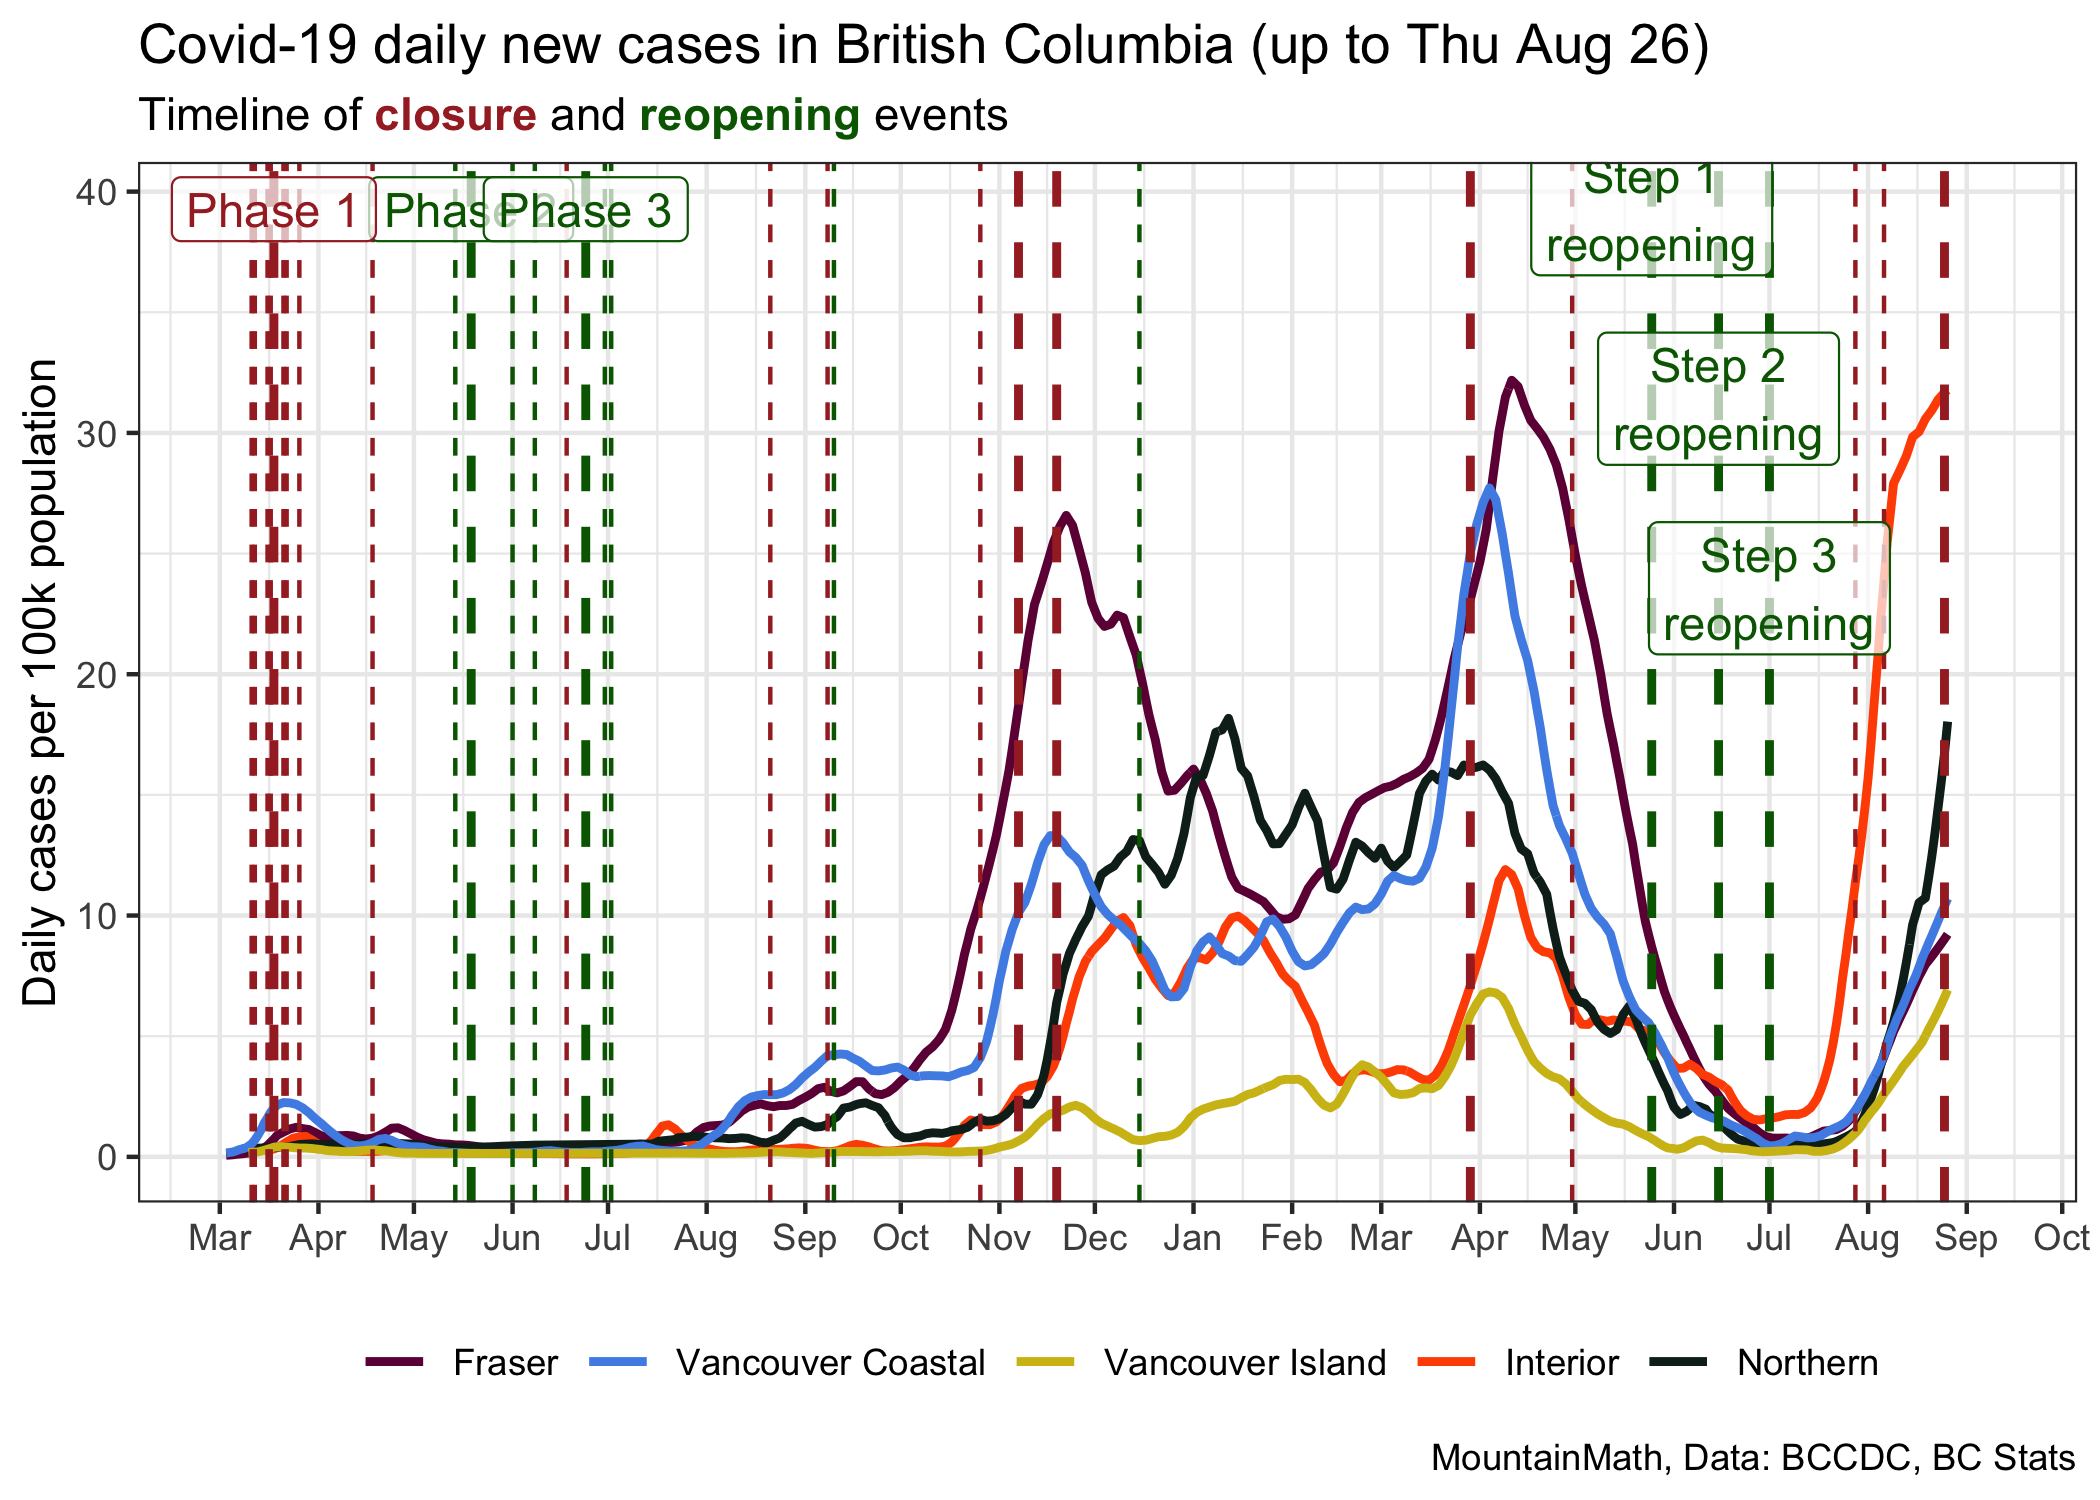 Covid-19 daily new cases in British Columbia (up to Thu Aug 26)
Timeline of closure and reopening events
Daily cases per 100k population
40
30
20
10
0
Phase 1
Phase 2
Phase 3
Step 1
reopening
Step 2
reopening
Step 3
reopening
Mar Apr May Jun Jul Aug Sep Oct Nov Dec Jan Feb Mar Apr May Jun Jul Aug Sep Oct
Fraser Vancouver Coastal Vancouver Island Interior Northern
MountainMath, Data: BCCDC, BC Stats